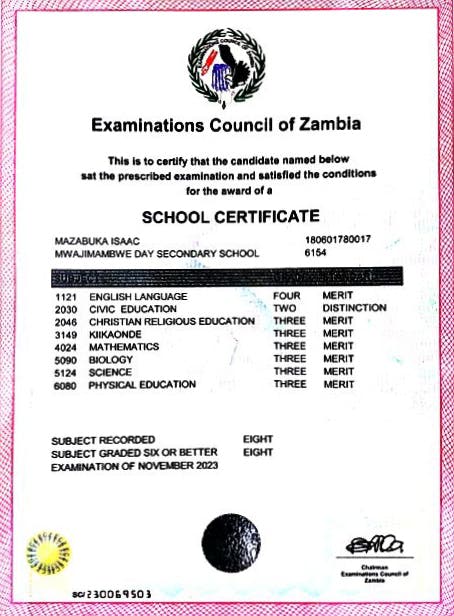 Examinations Council of Zambia
This is to certify that the candidate named below
sat the prescribed examination and satisfied the conditions
for the award of a
SCHOOL CERTIFICATE
MAZABUKA ISAAC 180601780017
MWAJIMAMBWE DAY SECONDARY SCHOOL 6154
SUBJECT
1121 ENGLISH LANGUAGE FOUR MERIT
2030 CIVIC EDUCATION TWO DISTINCTION
2046 CHRISTIAN RELIGIOUS EDUCATION THREE MERIT
3149 KIIKAONDE THREE MERIT
4024 MATHEMATICS THREE MERIT
5090 BIOLOGY THREE MERIT
5124 SCIENCE THREE MERIT
6080 PHYSICAL EDUCATION THREE MERIT
SUBJECT RECORDED EIGHT
SUBJECT GRADED SIX OR BETTER EIGHT
EXAMINATION OF NOVEMBER 2023
Chairman
Examinations Council of
Zambia
SC/230069503